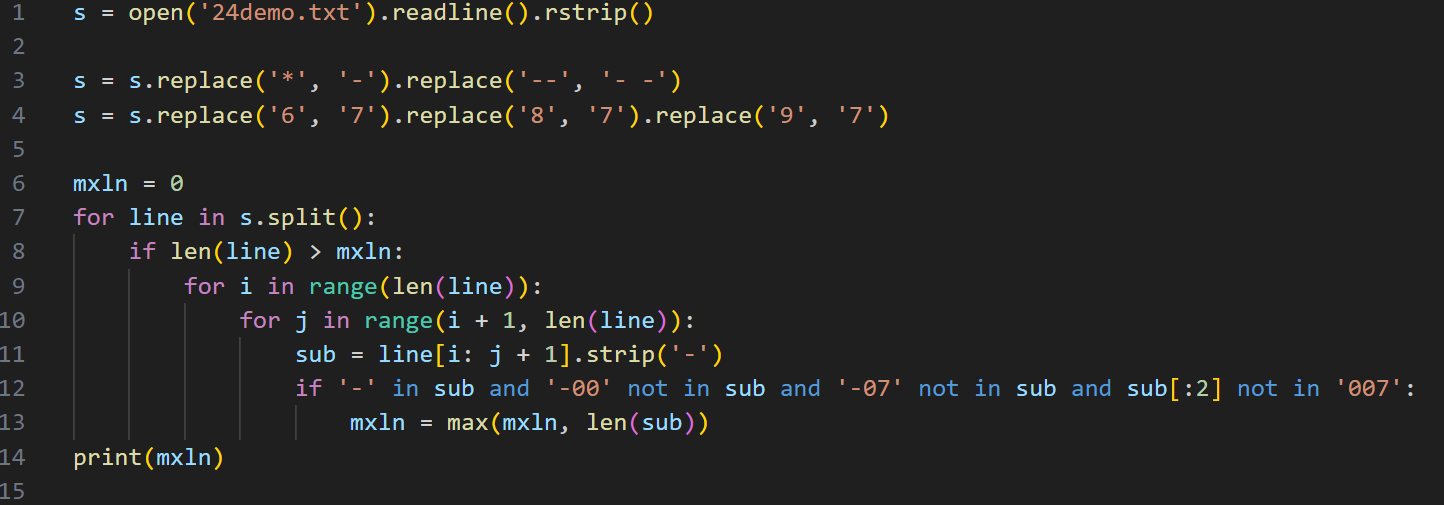 1 s = open('24demo.txt').readline().rstrip()
2
3 s = s.replace('*', '-').replace('--', '- -')
4 s = s.replace('6', '7').replace('8', '7').replace('9', '7')
5
6 mxln = 0
7 for line in s.split():
8     if len(line) > mxln:
9         for i in range(len(line)):
10             for j in range(i + 1, len(line)):
11                 sub = line[i: j + 1].strip('-')
12                 if '-' in sub and '-00' not in sub and '-07' not in sub and sub[:2] not in '007':
13                     mxln = max(mxln, len(sub))
14 print(mxln)
15